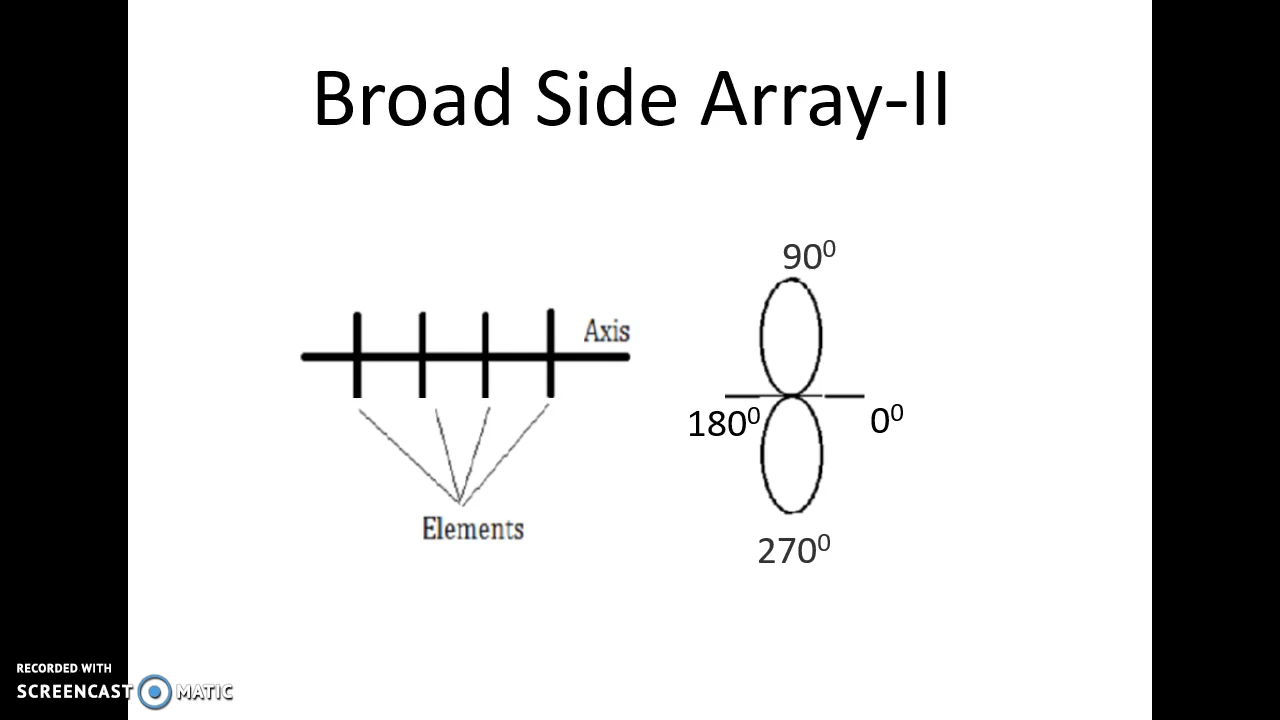 Broad Side Array-II
90⁰
Axis
180⁰
0⁰
Elements
270⁰
RECORDED WITH
SCREENCAST MATIC